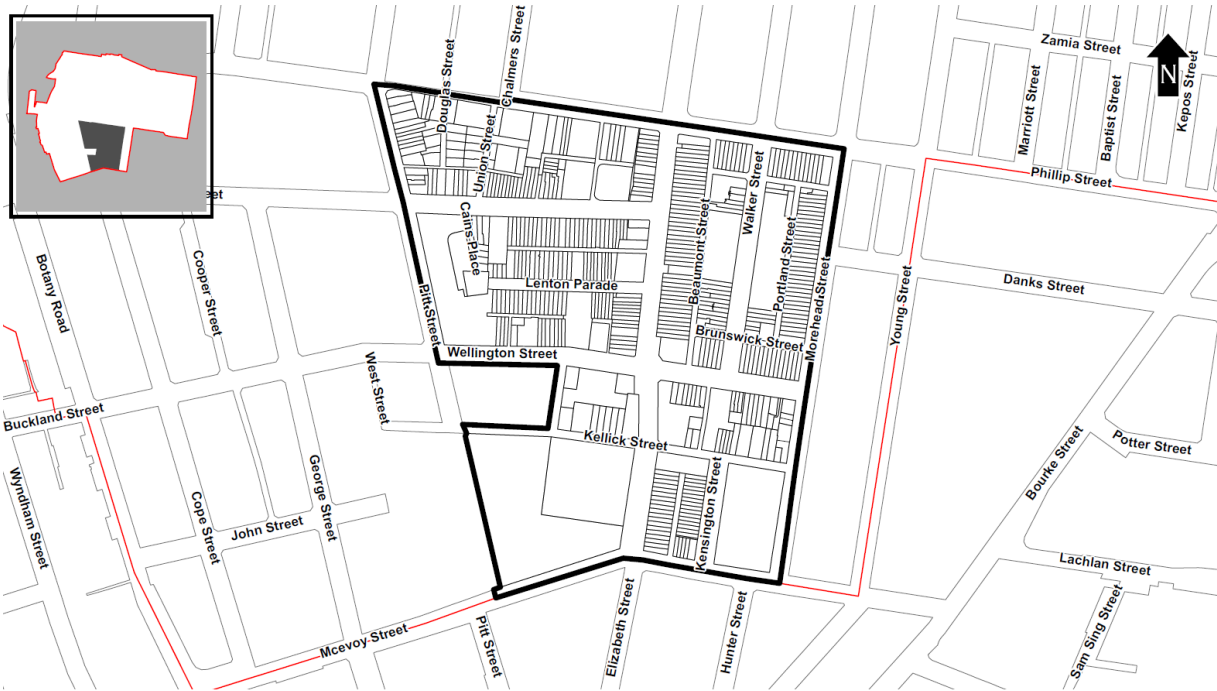 Zamia Street
N
Kepos Street
Baptist Street
Marriott Street
Phillip Street
Chalmers Street
Douglas Street
Union Street
Walker Street
Cains Place
Beaumont Street
Portland Street
Morehead Street
Young Street
Danks Street
Botany Road
Cooper Street
Pitt Street
Lenton Parade
Brunswick Street
Wellington Street
West Street
Buckland Street
Wyndham Street
Cope Street
George Street
John Street
Kellick Street
Kensington Street
Bourke Street
Potter Street
Lachlan Street
Sam Sing Street
Mcevoy Street
Pitt Street
Elizabeth Street
Hunter Street